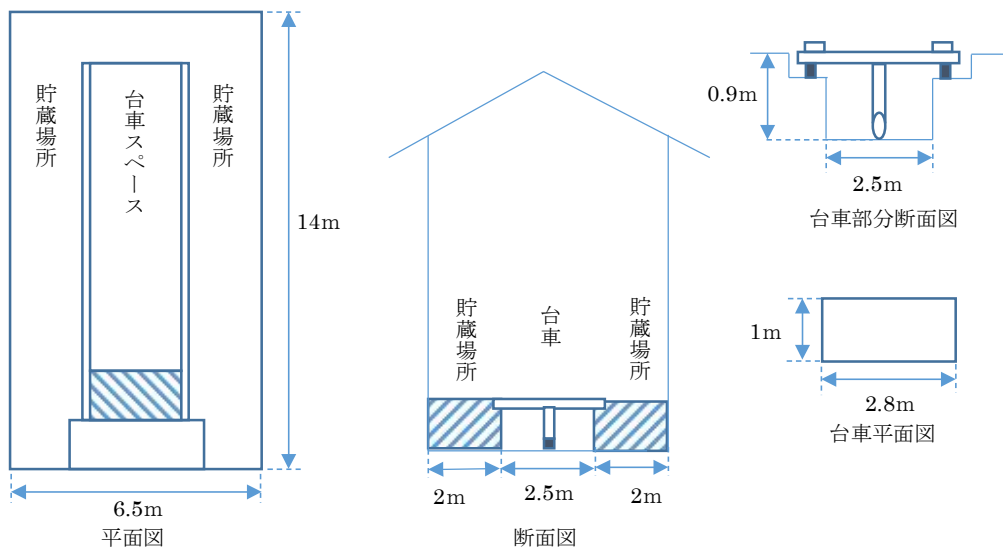 貯蔵場所
台車スペース
貯蔵場所
14m
6.5m
平面図
貯蔵場所
台車
貯蔵場所
2m
2.5m
2m
断面図
0.9m
2.5m
台車部分断面図
1m
2.8m
台車平面図